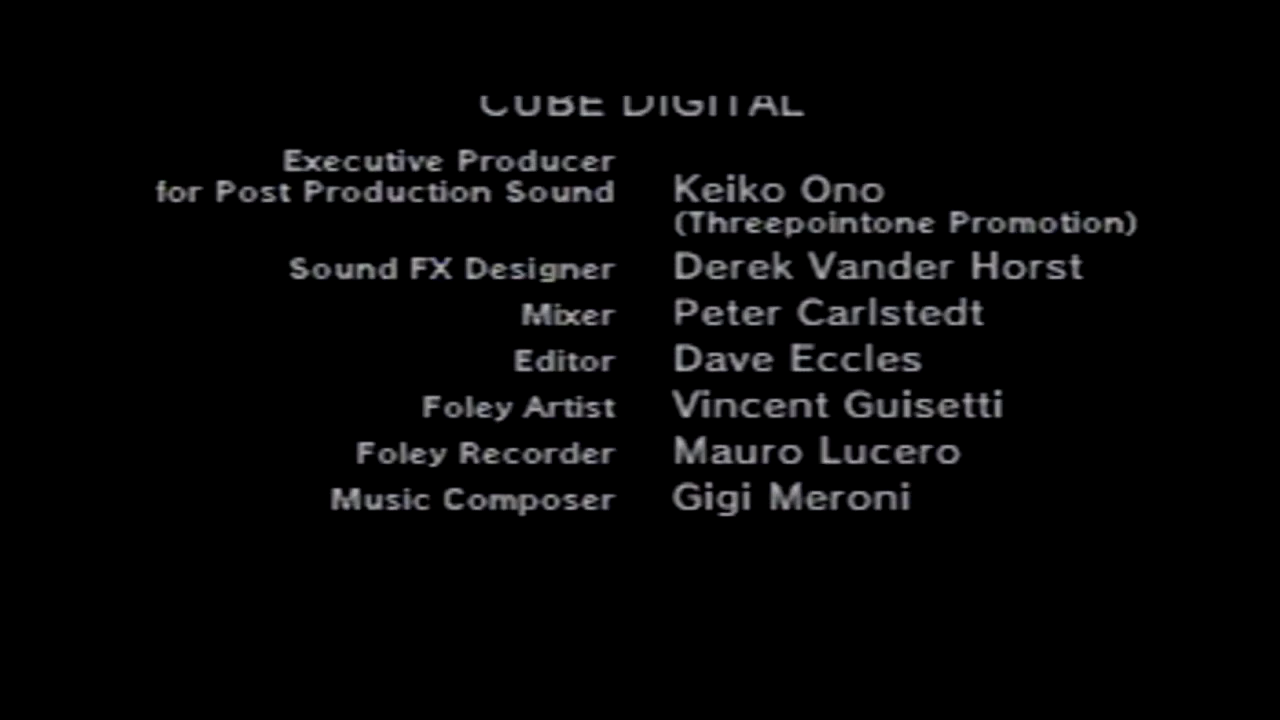 CUBE DIGITAL
Executive Producer
for Post Production Sound Keiko Ono
(Threepointone Promotion)
Sound FX Designer Derek Vander Horst
Mixer Peter Carlstedt
Editor Dave Eccles
Foley Artist Vincent Guisetti
Foley Recorder Mauro Lucero
Music Composer Gigi Meroni